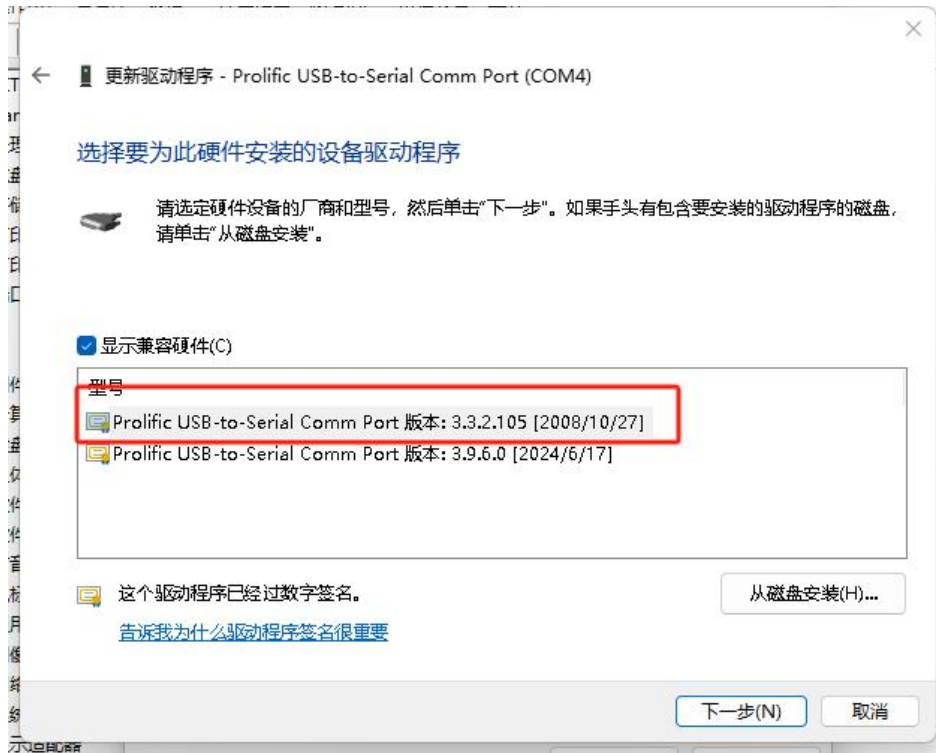 更新驱动程序 - Prolific USB-to-Serial Comm Port (COM4)
选择要为此硬件安装的设备驱动程序
请选定硬件设备的厂商和型号，然后单击"下一步"。如果手头有包含要安装的驱动程序的磁盘，
请单击"从磁盘安装"。
显示兼容硬件(C)
型号
Prolific USB-to-Serial Comm Port 版本: 3.3.2.105 [2008/10/27]
Prolific USB-to-Serial Comm Port 版本: 3.9.6.0 [2024/6/17]
这个驱动程序已经过数字签名。
从磁盘安装(H)...
告诉我为什么驱动程序签名很重要
下一步(N)
取消
示适配器